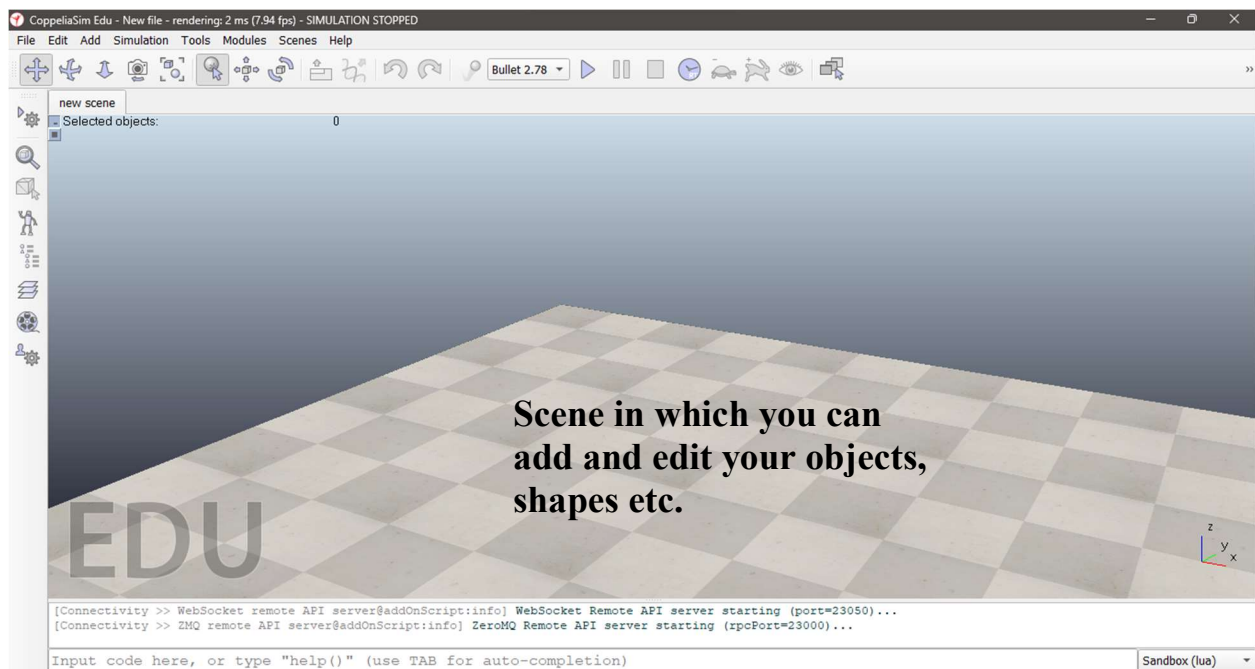 CoppeliaSim Edu - New file - rendering: 2 ms (7.94 fps) - SIMULATION STOPPED
File Edit Add Simulation Tools Modules Scenes Help
Bullet 2.78
»
new scene
Selected objects: 0
Scene in which you can
add and edit your objects,
shapes etc.
EDU
z
y
x
[Connectivity >> WebSocket remote API server@addOnScript:info] WebSocket Remote API server starting (port=23050)...
[Connectivity >> ZMQ remote API server@addOnScript:info] ZeroMQ Remote API server starting (rpcPort=23000)...
Input code here, or type "help()" (use TAB for auto-completion)
Sandbox (lua)